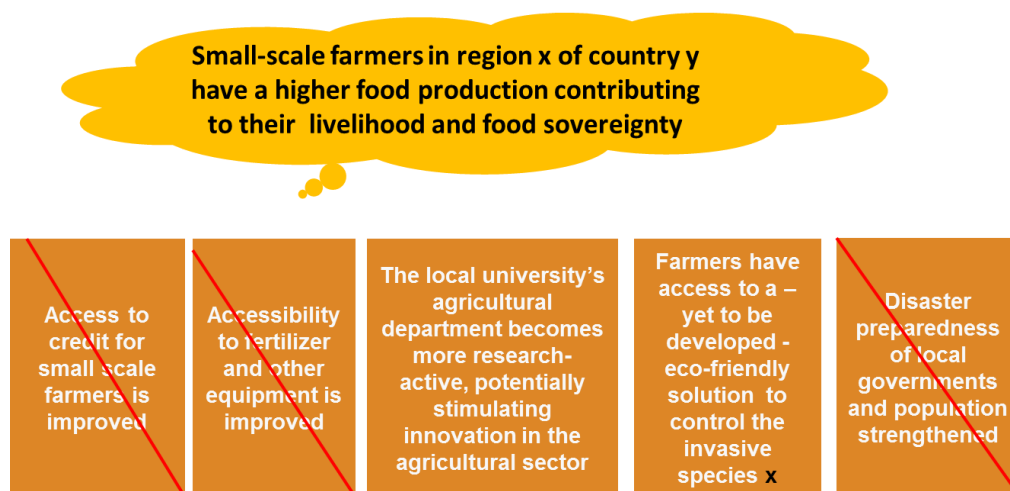 Small-scale farmers in region x of country y
have a higher food production contributing
to their livelihood and food sovereignty
Access to
credit for
small scale
farmers is
improved
Accessibility
to fertilizer
and other
equipment is
improved
The local university's
agricultural
department becomes
more research-
active, potentially
stimulating
innovation in the
agricultural sector
Farmers have
access to a –
yet to be
developed -
eco-friendly
solution to
control the
invasive
species x
Disaster
preparedness
of local
governments
and population
strengthened